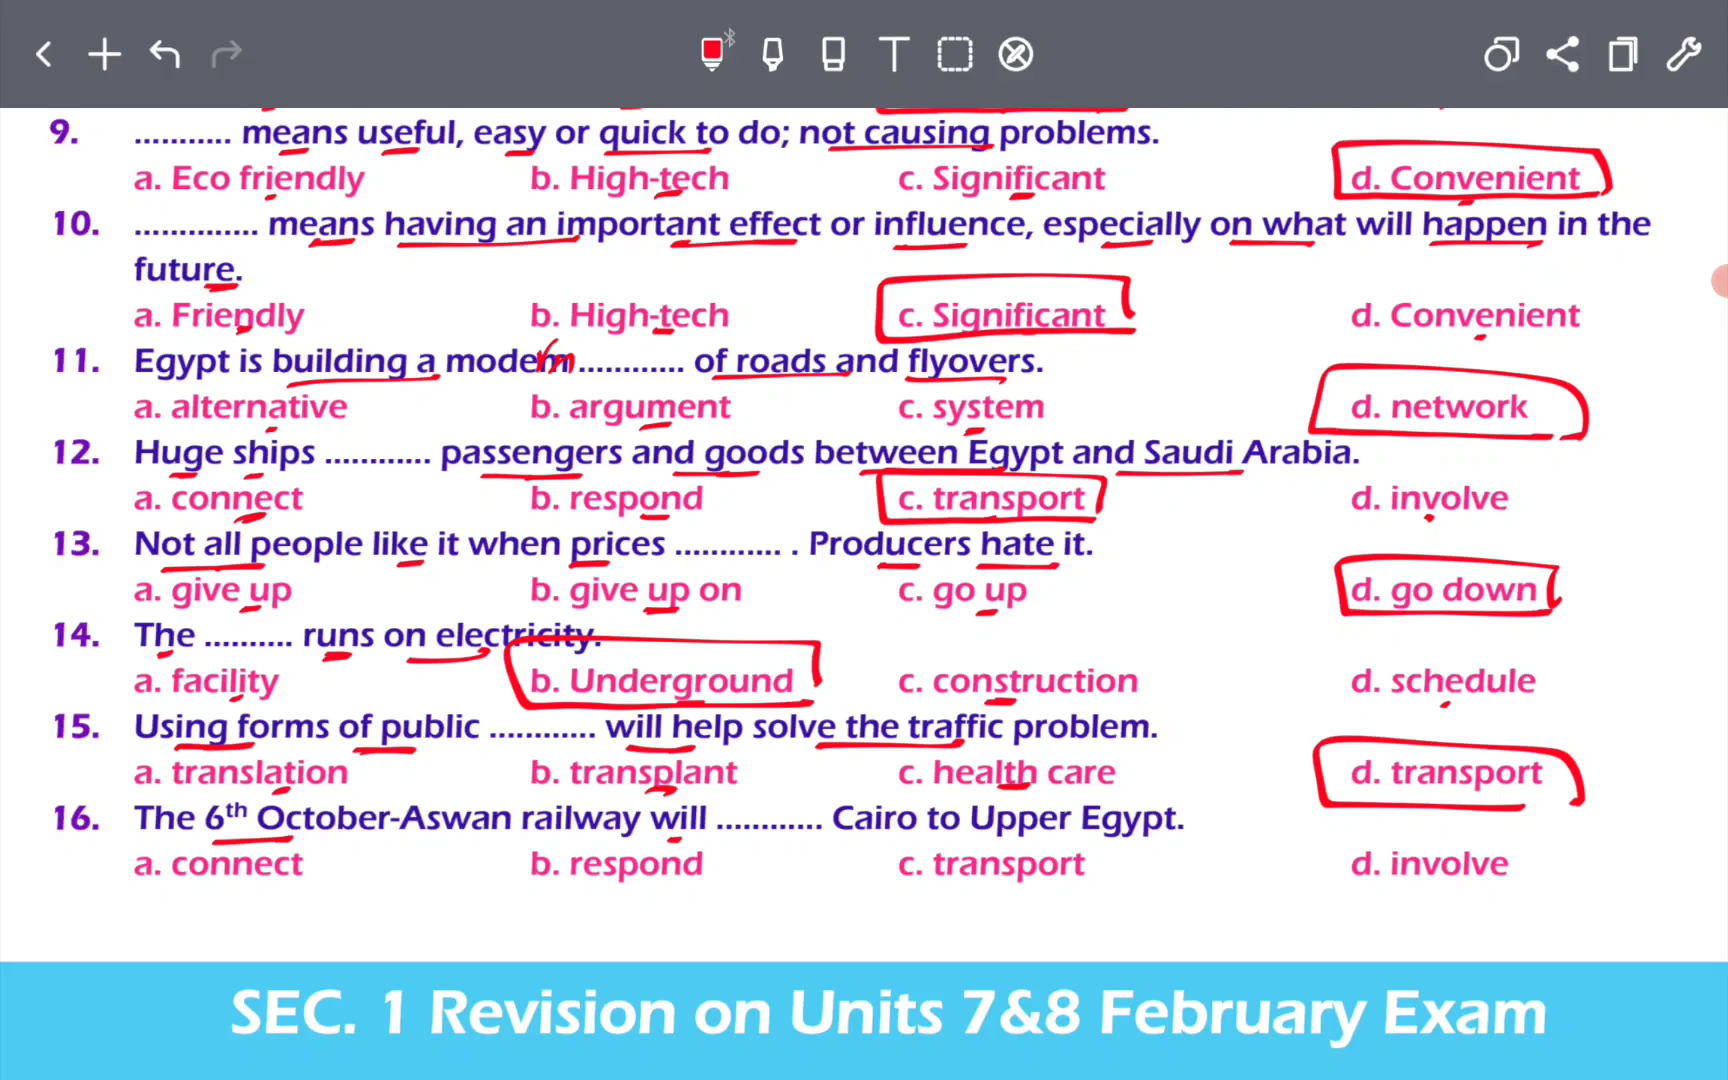 9. ........... means useful, easy or quick to do; not causing problems.
a. Eco friendly b. High-tech c. Significant d. Convenient
10. .............. means having an important effect or influence, especially on what will happen in the
future.
a. Friendly b. High-tech c. Significant d. Convenient
11. Egypt is building a modern ............ of roads and flyovers.
a. alternative b. argument c. system d. network
12. Huge ships ............ passengers and goods between Egypt and Saudi Arabia.
a. connect b. respond c. transport d. involve
13. Not all people like it when prices ............ . Producers hate it.
a. give up b. give up on c. go up d. go down
14. The .......... runs on electricity.
a. facility b. Underground c. construction d. schedule
15. Using forms of public ............ will help solve the traffic problem.
a. translation b. transplant c. health care d. transport
16. The 6th October-Aswan railway will ............ Cairo to Upper Egypt.
a. connect b. respond c. transport d. involve
SEC. 1 Revision on Units 7&8 February Exam